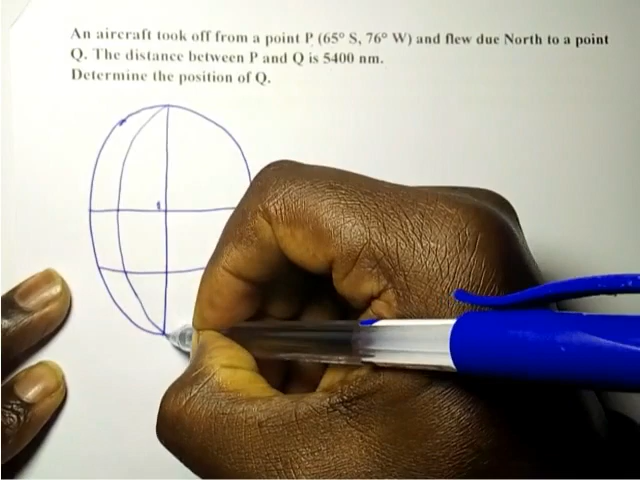 An aircraft took off from a point P (65° S, 76° W) and flew due North to a point
Q. The distance between P and Q is 5400 nm.
Determine the position of Q.